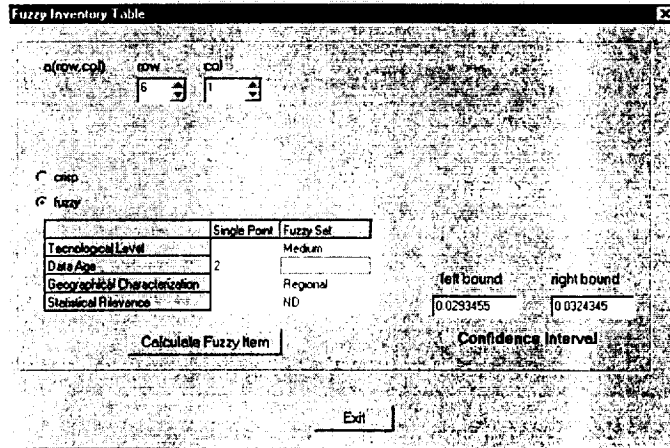 Fuzzy Inventory Table
a(row,col) row col
6 1
crisp
fuzzy
Single Point Fuzzy Set
Tecnological Level Medium
Data Age 2
Geographical Characterization Regional
Statistical Rilevance ND
left bound right bound
0.0293455 0.0324345
Calculate Fuzzy Item Confidence Interval
Exit